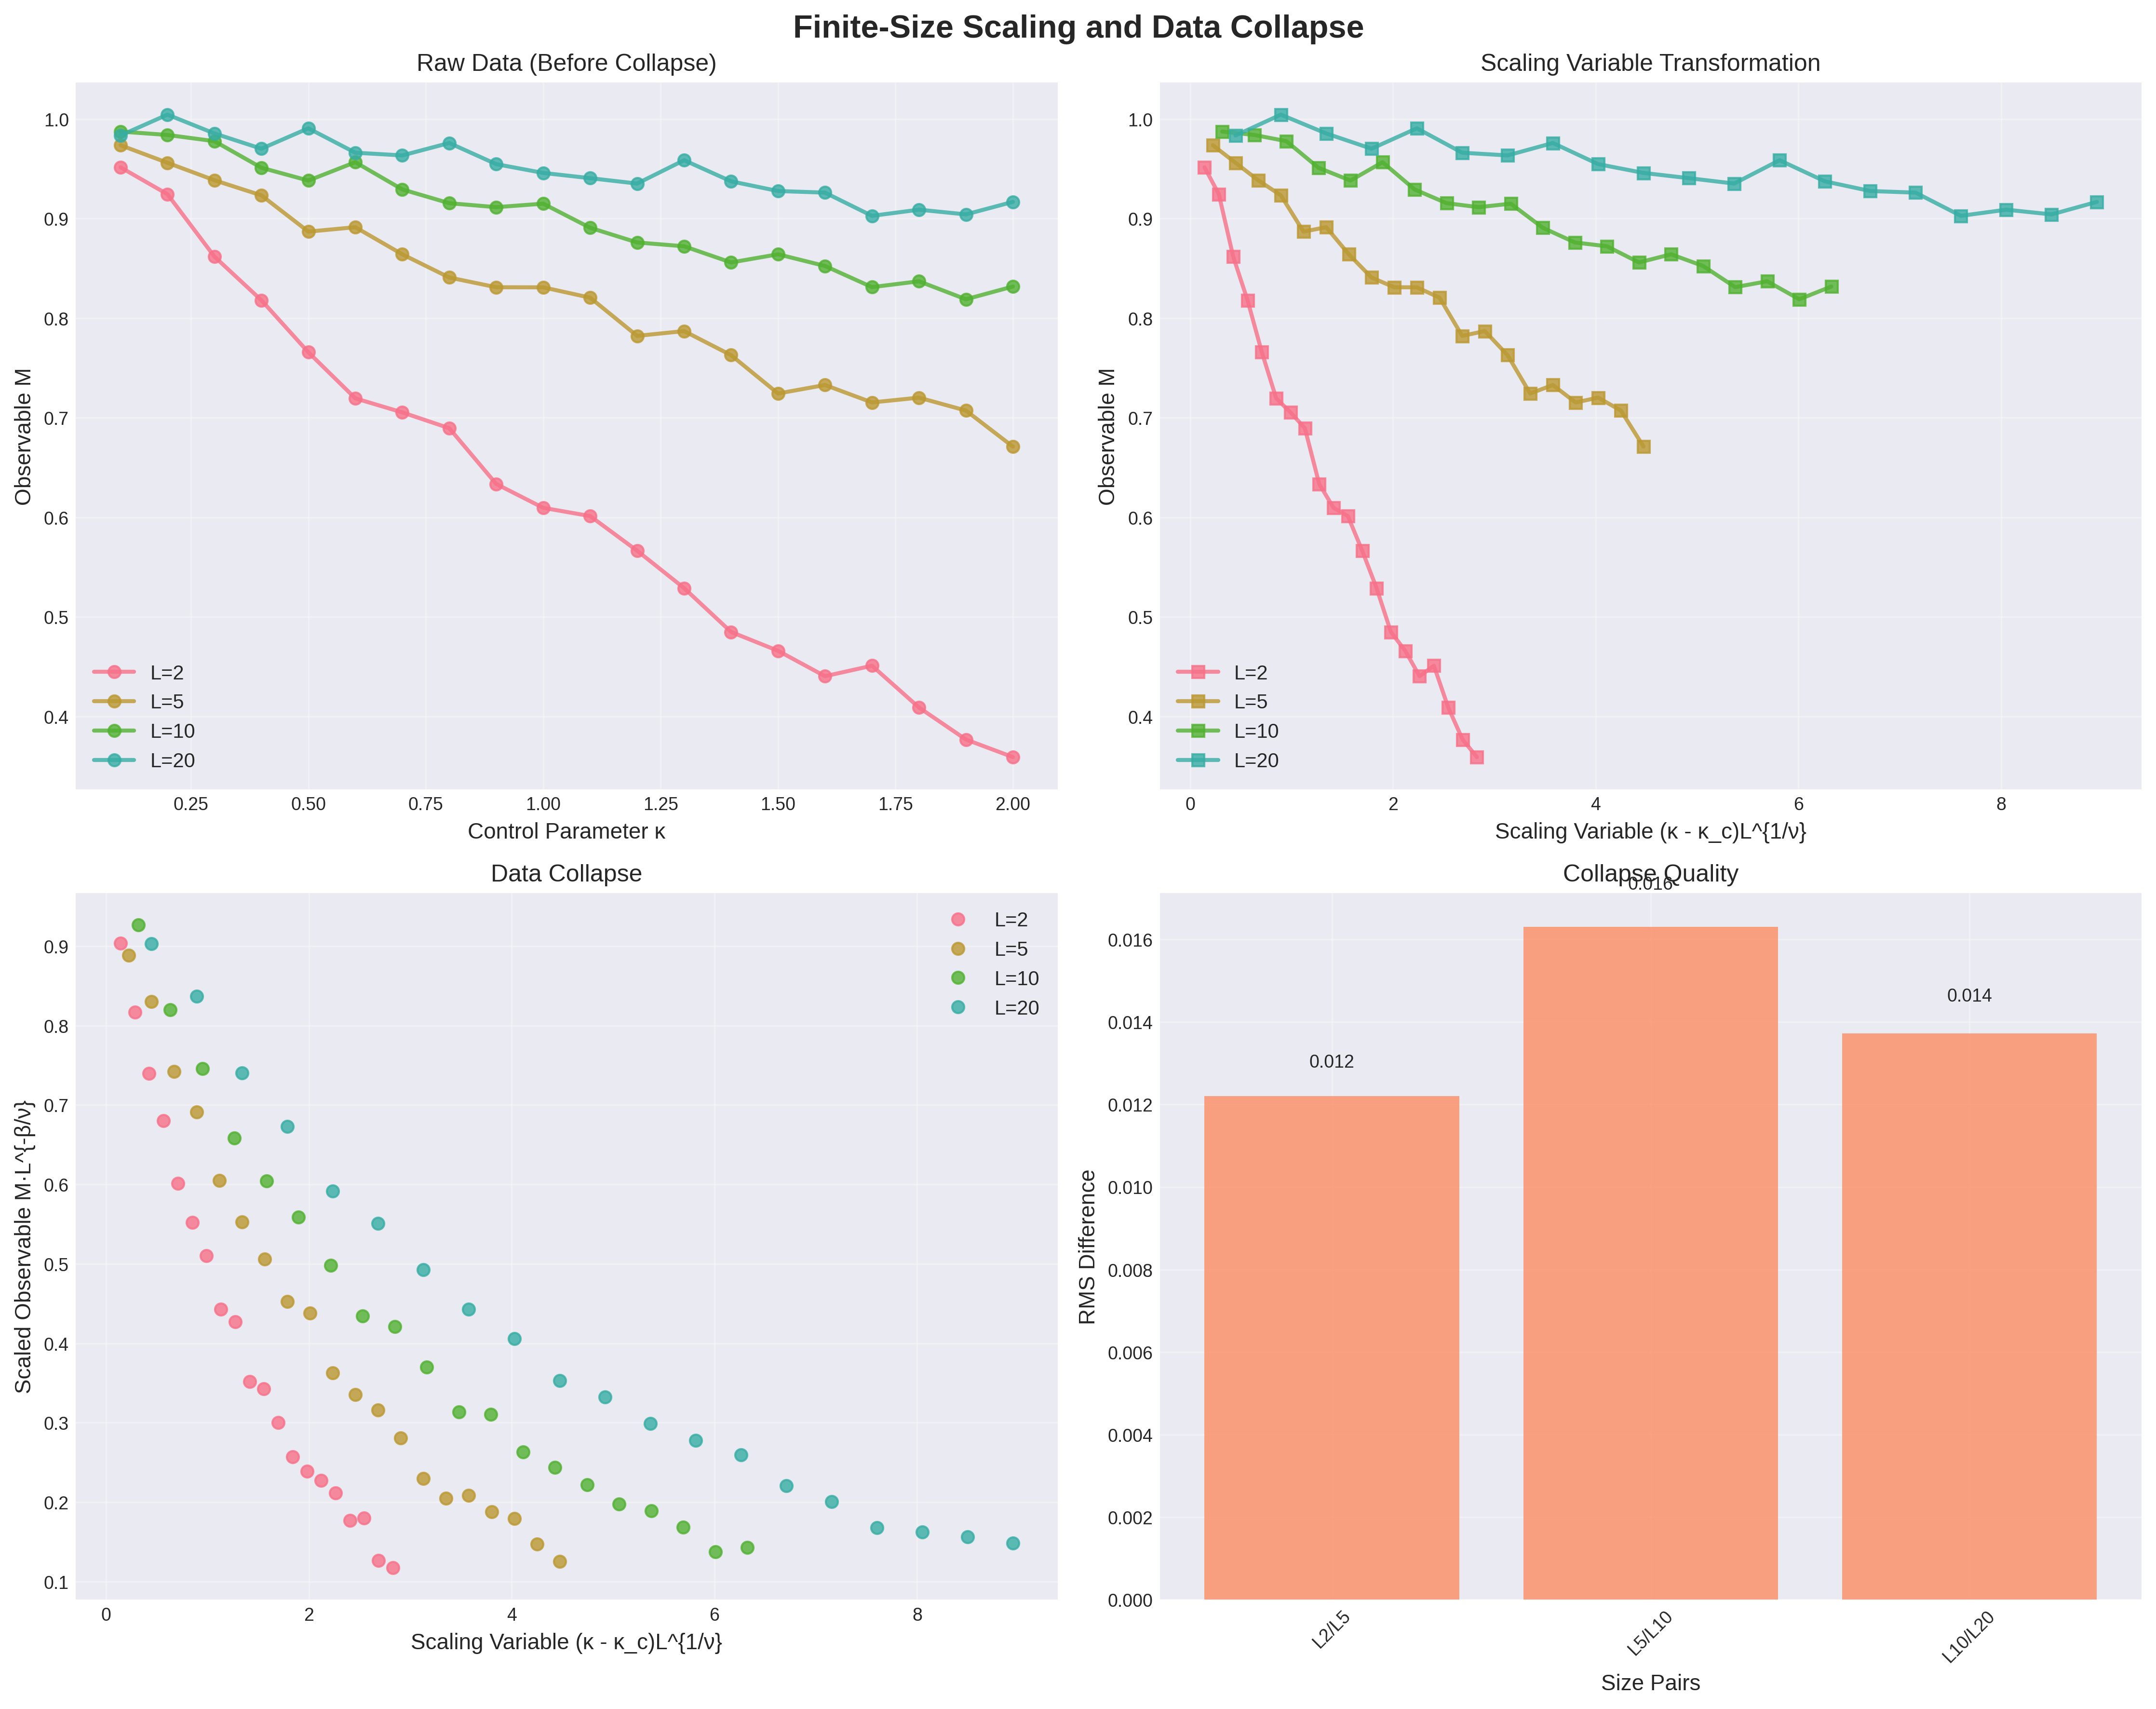 Finite-Size Scaling and Data Collapse
Raw Data (Before Collapse)
1.0
0.9
0.8
0.7
0.6
0.5
0.4
Observable M
L=2
L=5
L=10
L=20
0.25 0.50 0.75 1.00 1.25 1.50 1.75 2.00
Control Parameter κ
Scaling Variable Transformation
1.0
0.9
0.8
0.7
0.6
0.5
0.4
Observable M
L=2
L=5
L=10
L=20
0 2 4 6 8
Scaling Variable (κ - κ_c)L^{1/ν}
Data Collapse
0.9
0.8
0.7
0.6
0.5
0.4
0.3
0.2
0.1
Scaled Observable M·L^{-β/ν}
L=2
L=5
L=10
L=20
0 2 4 6 8
Scaling Variable (κ - κ_c)L^{1/ν}
Collapse Quality
0.016
0.014
0.012
0.016
0.014
0.012
0.010
0.008
0.006
0.004
0.002
0.000
RMS Difference
L2/L5 L5/L10 L10/L20
Size Pairs